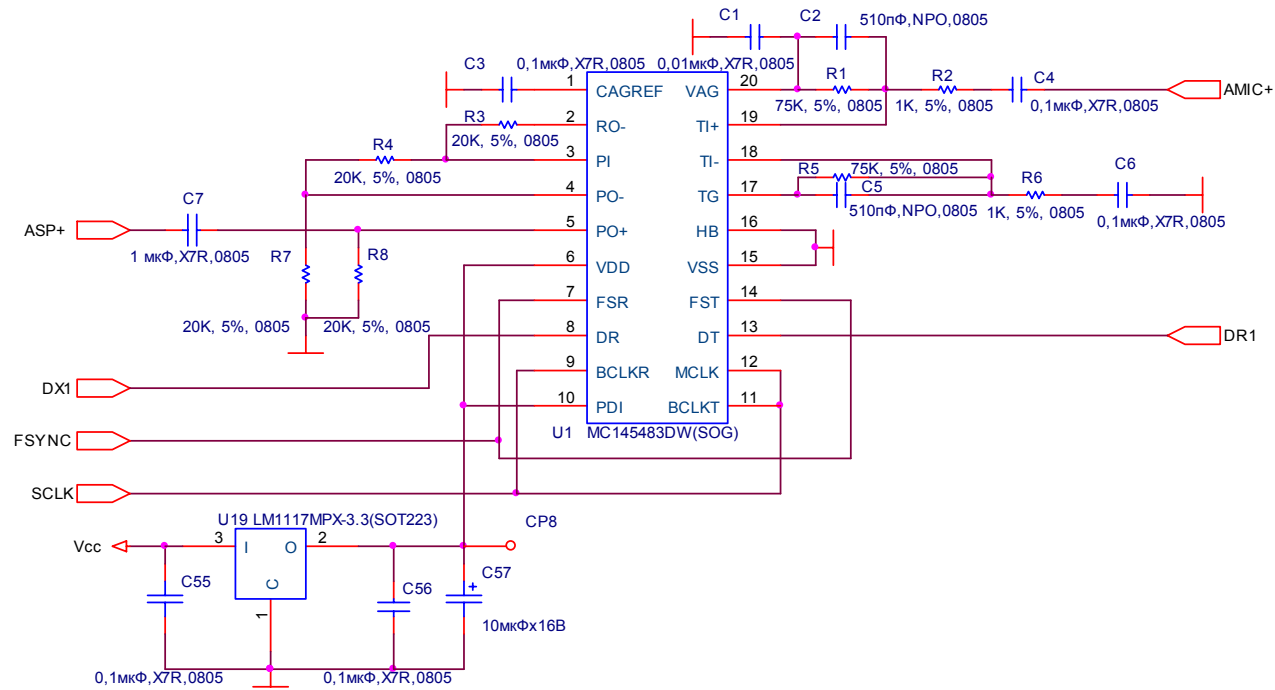 C1
C2
510пФ,NPO,0805
C3
0,1мкФ,X7R,0805
0,01мкФ,X7R,0805
R1
R2
C4
AMIC+
75K, 5%, 0805
1K, 5%, 0805
0,1мкФ,X7R,0805
1
CAGREF
VAG
20
R3
2
RO-
TI+
19
20K, 5%, 0805
R4
3
PI
TI-
18
20K, 5%, 0805
R5
75K, 5%, 0805
C6
C7
4
PO-
TG
17
C5
R6
510пФ,NPO,0805
1K, 5%, 0805
0,1мкФ,X7R,0805
ASP+
5
PO+
HB
16
1 мкФ,X7R,0805
R7
R8
6
VDD
VSS
15
7
FSR
FST
14
20K, 5%, 0805
20K, 5%, 0805
8
DR
DT
13
DR1
9
BCLKR
MCLK
12
DX1
10
PDI
BCLKT
11
U1 MC145483DW(SOG)
FSYNC
SCLK
U19 LM1117MPX-3.3(SOT223)
CP8
Vcc
3
I
O
2
C
1
C55
C56
C57
+
10мкФх16В
0,1мкФ,X7R,0805
0,1мкФ,X7R,0805